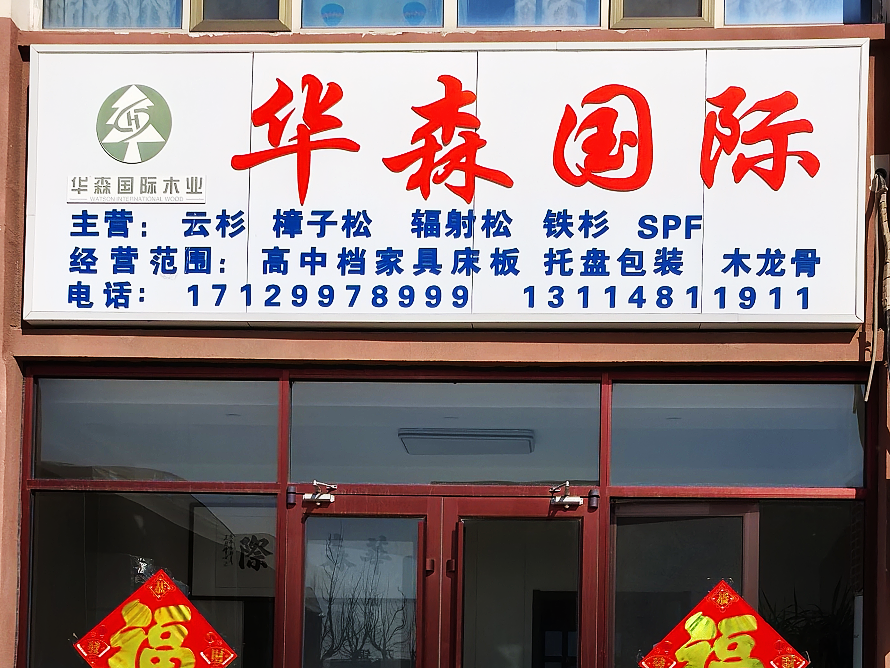 华森国际
华森国际木业
WATSON INTERNATIONAL WOOD
主营：云杉 樟子松 辐射松 铁杉 SPF
经营范围：高中档家具床板 托盘包装 木龙骨
电话：17129978999 13114811911
際
福
福